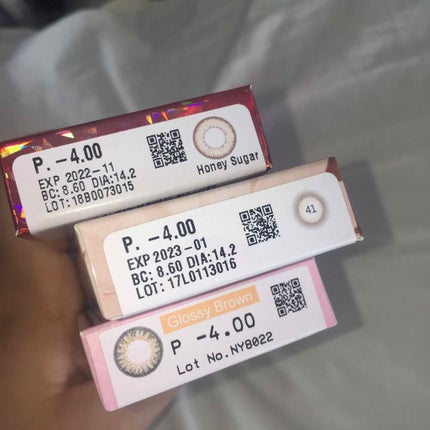 P. -4.00
EXP 2022-11
BC: 8.60 DIA:14.2
LOT: 18B0073015
Honey Sugar
P. -4.00
EXP 2023-01
BC: 8.60 DIA:14.2
LOT: 17L0113016
41
Glossy Brown
P -4.00
Lot No.NY8022